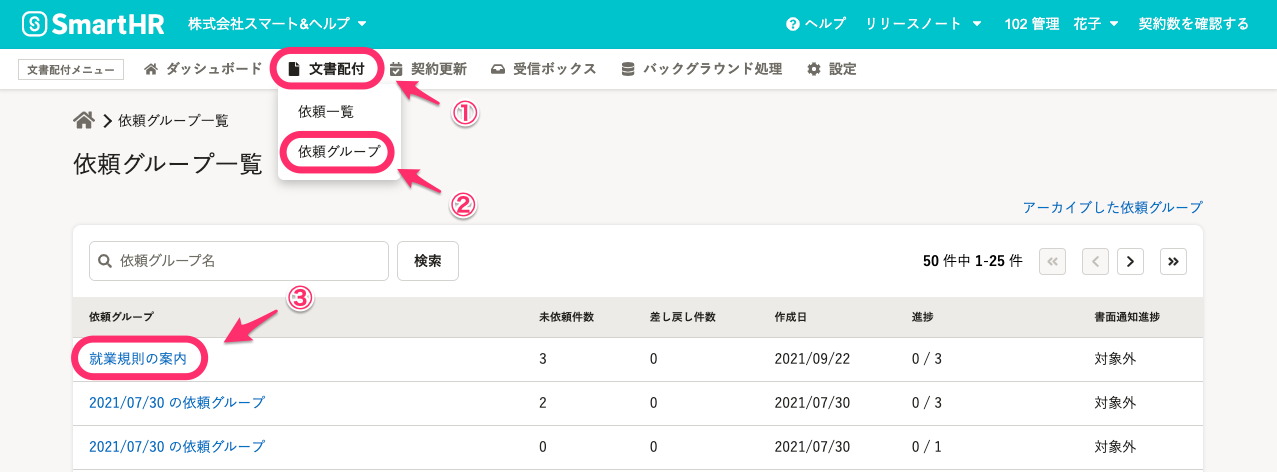 SmartHR 株式会社スマート&ヘルプ ヘルプ リリースノート 102 管理 花子 契約数を確認する
文書配付メニュー ダッシュボード 文書配付 契約更新 受信ボックス バックグラウンド処理 設定
①
依頼一覧
依頼グループ
②
依頼グループ一覧
依頼グループ一覧
アーカイブした依頼グループ
依頼グループ名 検索 50 件中 1-25 件
③
依頼グループ 未依頼件数 差し戻し件数 作成日 進捗 書面通知進捗
就業規則の案内 3 0 2021/09/22 0 / 3 対象外
2021/07/30 の依頼グループ 2 0 2021/07/30 0 / 3 対象外
2021/07/30 の依頼グループ 0 0 2021/07/30 0 / 1 対象外